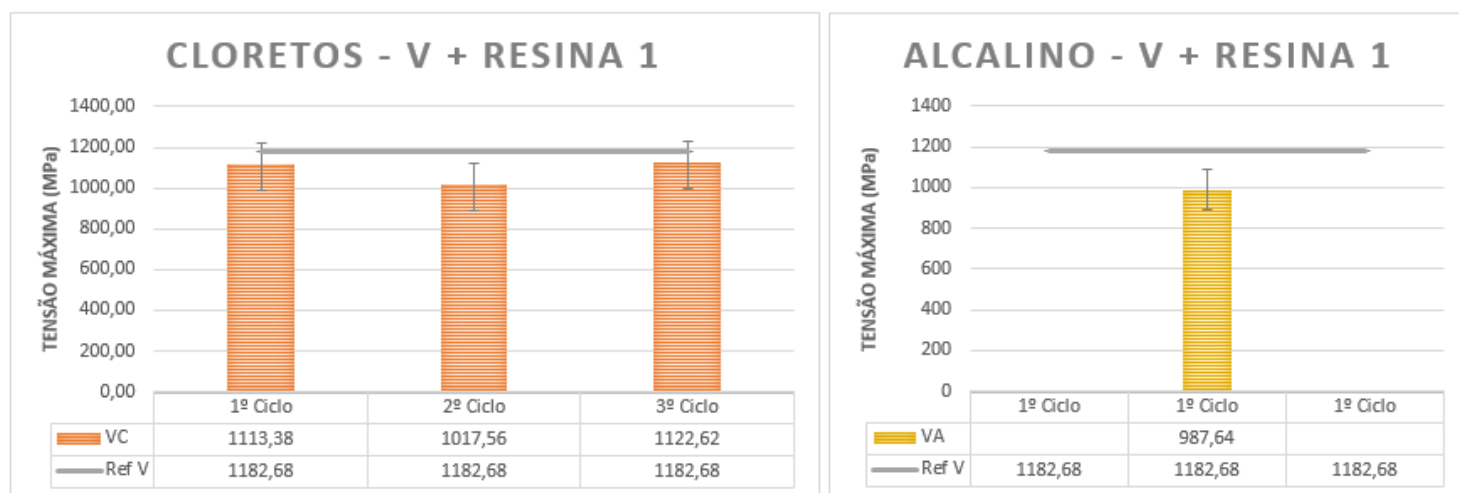 CLORETOS - V + RESINA 1
TENSÃO MÁXIMA (MPa)
1400,00
1200,00
1000,00
800,00
600,00
400,00
200,00
0,00
1º Ciclo 2º Ciclo 3º Ciclo
VC 1113,38 1017,56 1122,62
Ref V 1182,68 1182,68 1182,68
ALCALINO - V + RESINA 1
TENSÃO MÁXIMA (MPa)
1400
1200
1000
800
600
400
200
0
1º Ciclo 1º Ciclo 1º Ciclo
VA 987,64
Ref V 1182,68 1182,68 1182,68